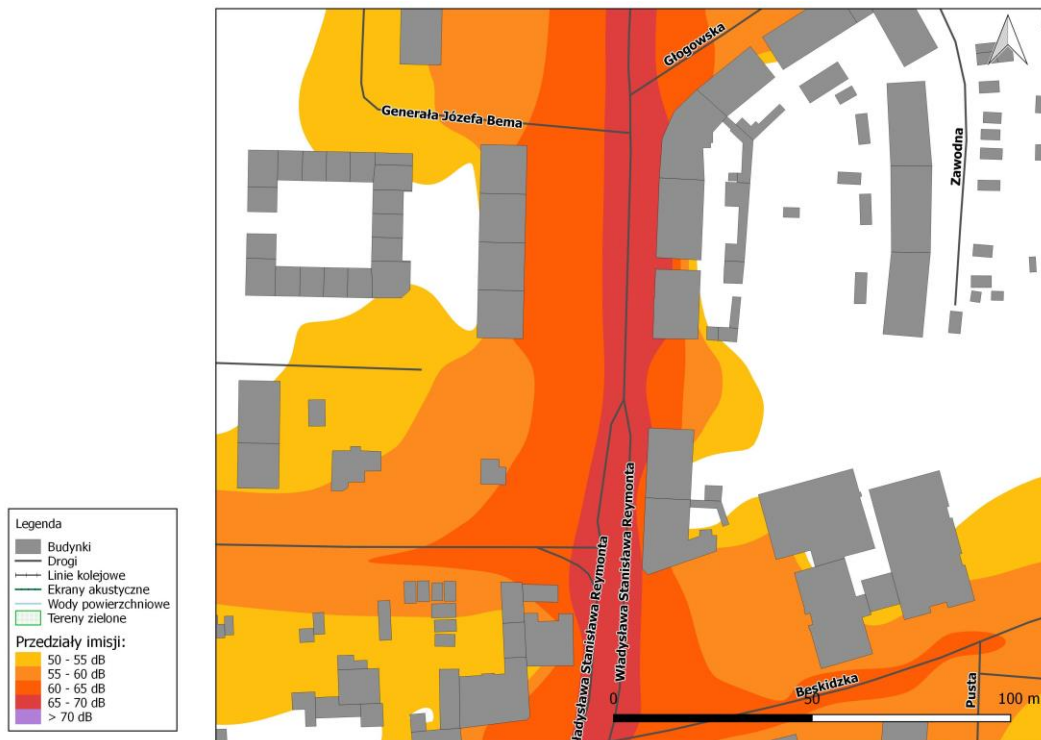 Głogowska
Generała Józefa Bema
Zawodna
Władysława Stanisława Reymonta
Władysława Stanisława Reymonta
Beskidzka
Pusta
0
50
100 m
Legenda
Budynki
Drogi
Linie kolejowe
Ekrany akustyczne
Wody powierzchniowe
Tereny zielone
Przedziały imisji:
50 - 55 dB
55 - 60 dB
60 - 65 dB
65 - 70 dB
> 70 dB